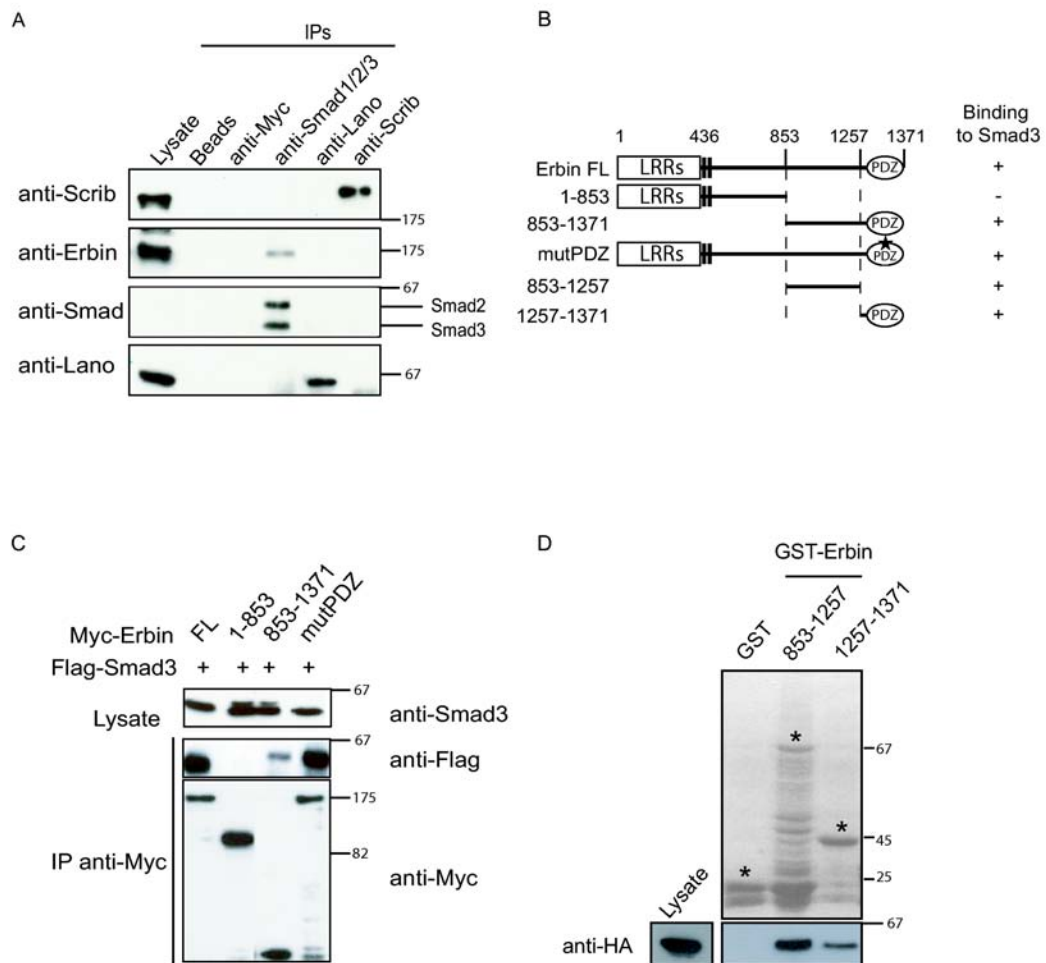 A
IPs
Lysate
Beads
anti-Myc
anti-Smad1/2/3
anti-Lano
anti-Scrib
anti-Scrib
175
anti-Erbin
175
67
anti-Smad
Smad2
Smad3
anti-Lano
67
B
Binding
to Smad3
1 436 853 1257 1371
Erbin FL LRRs PDZ +
1-853 LRRs -
853-1371 PDZ +
mutPDZ LRRs PDZ +
853-1257 +
1257-1371 PDZ +
C
Myc-Erbin FL 1-853 853-1371 mutPDZ
Flag-Smad3 + + + +
67
Lysate anti-Smad3
67
anti-Flag
175
82
IP anti-Myc anti-Myc
D
GST-Erbin
GST 853-1257 1257-1371
*
67
*
45
*
25
Lysate
67
anti-HA